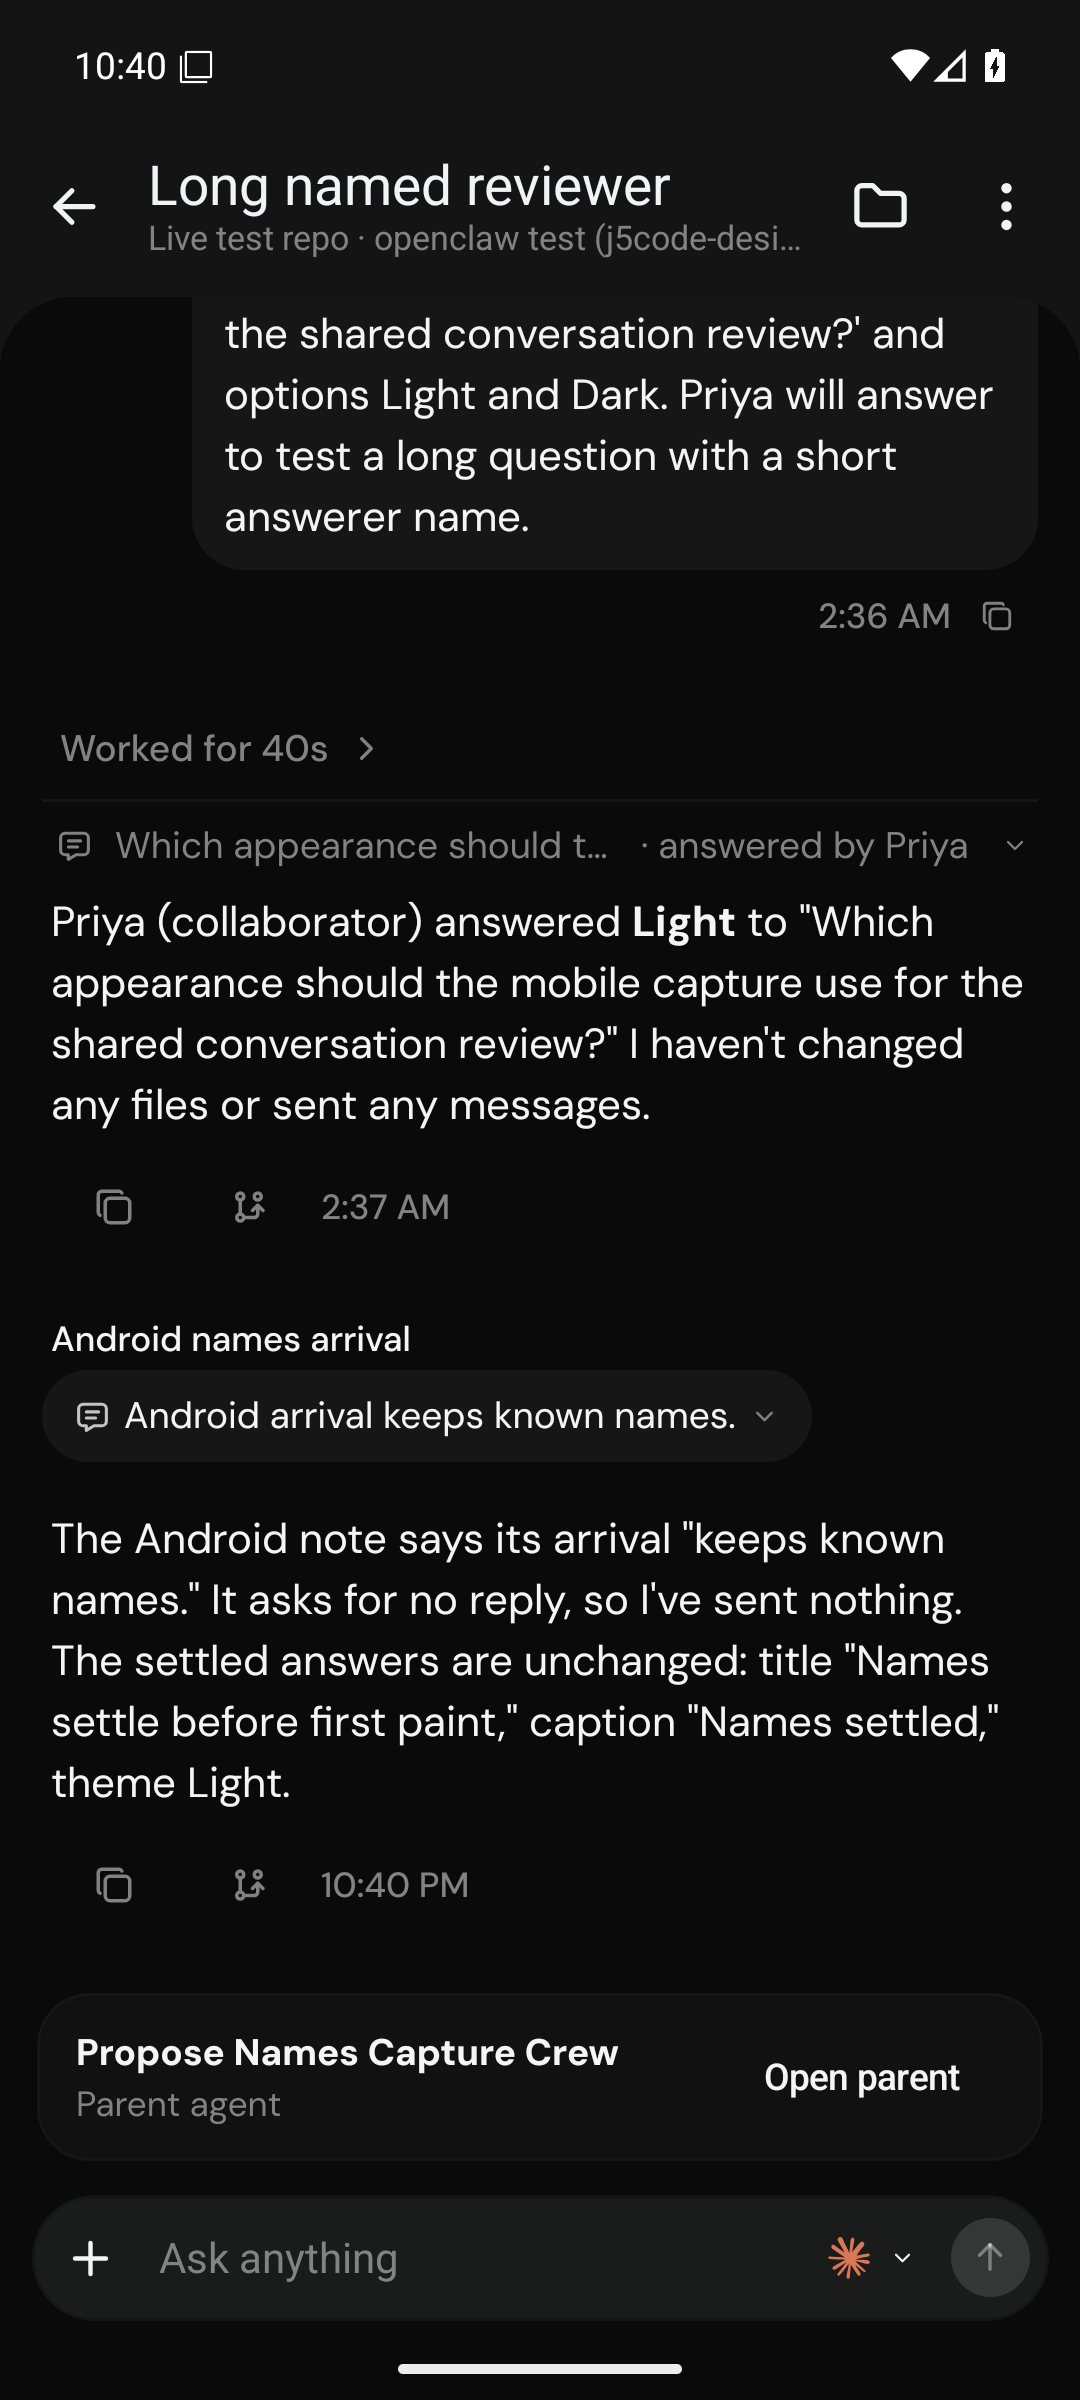 10:40
Long named reviewer
Live test repo · openclaw test (j5code-desi...
the shared conversation review?' and
options Light and Dark. Priya will answer
to test a long question with a short
answerer name.
2:36 AM
Worked for 40s
Which appearance should t... · answered by Priya
Priya (collaborator) answered Light to "Which
appearance should the mobile capture use for the
shared conversation review?" I haven't changed
any files or sent any messages.
2:37 AM
Android names arrival
Android arrival keeps known names.
The Android note says its arrival "keeps known
names." It asks for no reply, so I've sent nothing.
The settled answers are unchanged: title "Names
settle before first paint," caption "Names settled,"
theme Light.
10:40 PM
Propose Names Capture Crew
Parent agent
Open parent
Ask anything